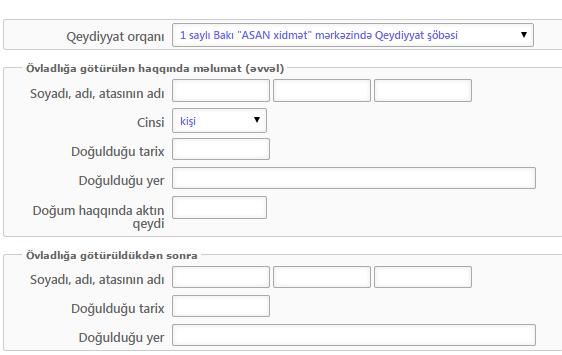 Qeydiyyat orqanı 1 saylı Bakı "ASAN xidmət" mərkəzində Qeydiyyat şöbəsi
Övladlığa götürülən haqqında məlumat (əvvəl)
Soyadı, adı, atasının adı
Cinsi kişi
Doğulduğu tarix
Doğulduğu yer
Doğum haqqında aktın
qeydi
Övladlığa götürüldükdən sonra
Soyadı, adı, atasının adı
Doğulduğu tarix
Doğulduğu yer